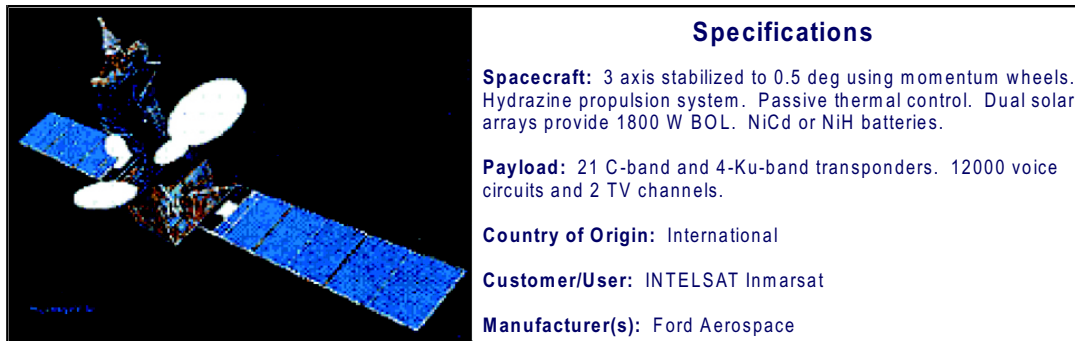 Specifications
Spacecraft: 3 axis stabilized to 0.5 deg using momentum wheels.
Hydrazine propulsion system. Passive thermal control. Dual solar
arrays provide 1800 W BOL. NiCd or NiH batteries.
Payload: 21 C-band and 4-Ku-band transponders. 12000 voice
circuits and 2 TV channels.
Country of Origin: International
Customer/User: INTELSAT Inmarsat
Manufacturer(s): Ford Aerospace